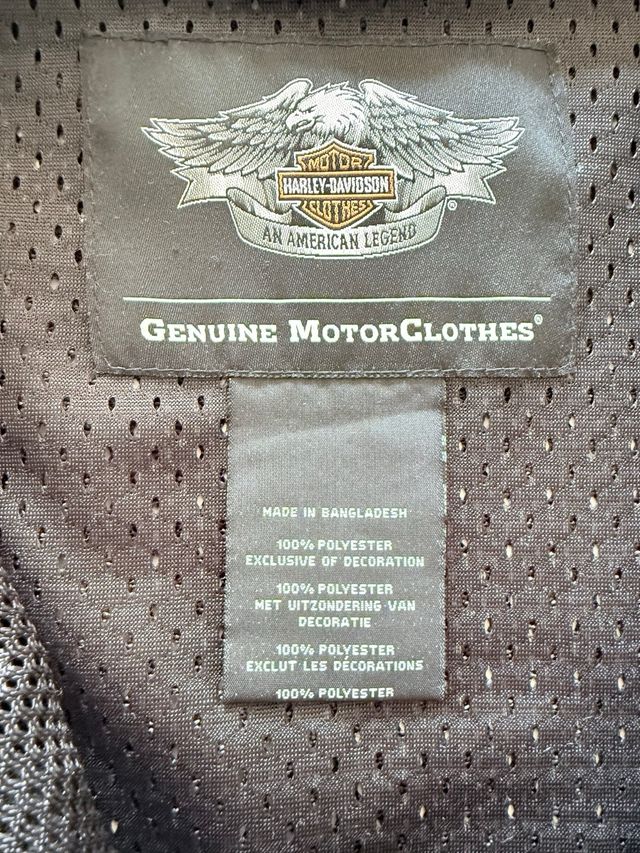 MOTOR
HARLEY-DAVIDSON
CLOTHES
®
AN AMERICAN LEGEND
GENUINE MOTORCLOTHES®
MADE IN BANGLADESH
100% POLYESTER
EXCLUSIVE OF DECORATION
100% POLYESTER
MET UITZONDERING VAN
DECORATIE
100% POLYESTER
EXCLUT LES DÉCORATIONS
100% POLYESTER